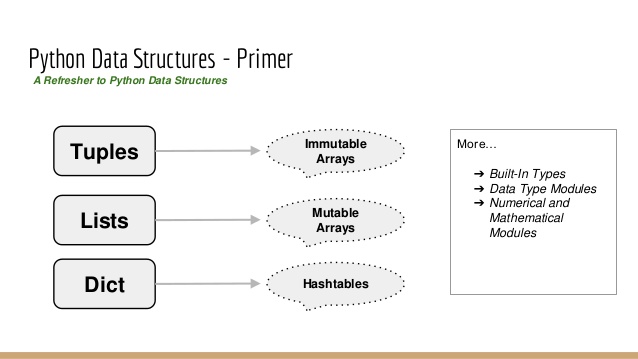 Python Data Structures - Primer
A Refresher to Python Data Structures
Tuples
Immutable
Arrays
Lists
Mutable
Arrays
Dict
Hashtables
More...
➔ Built-In Types
➔ Data Type Modules
➔ Numerical and
Mathematical
Modules